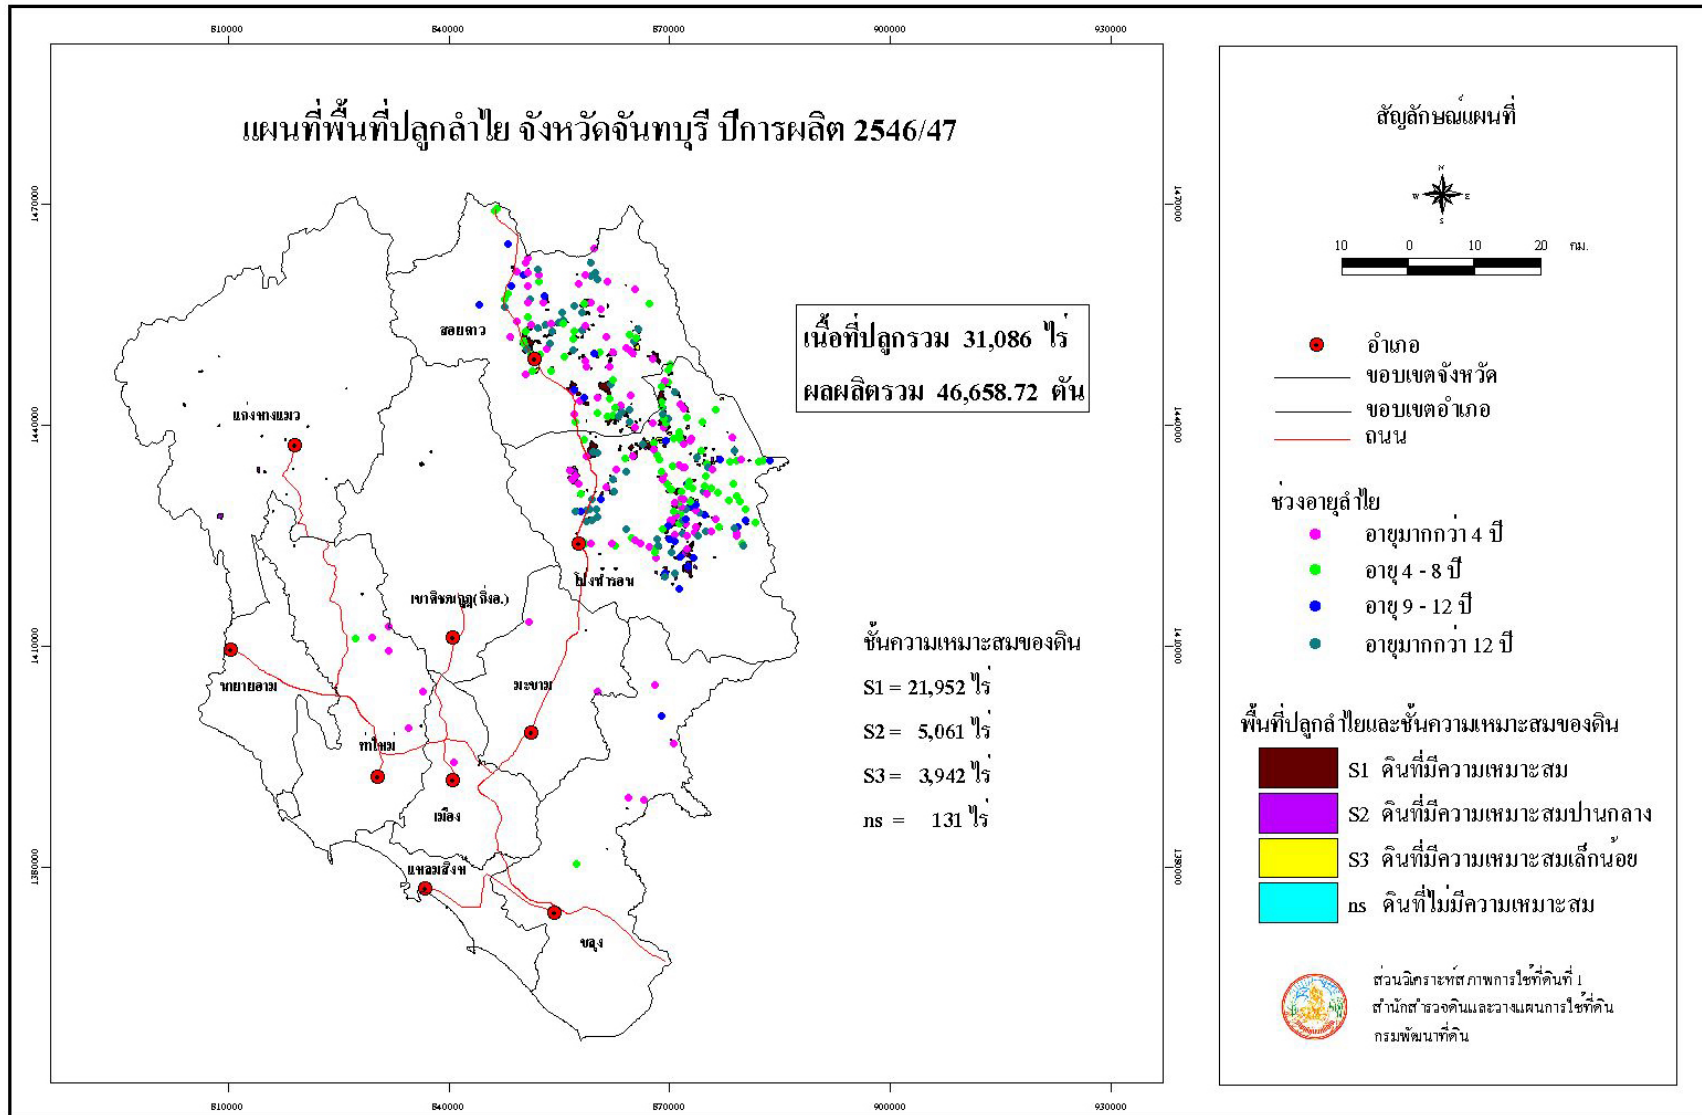 810000 840000 870000 900000 930000
แผนที่พื้นที่ปลูกลำไย จังหวัดจันทบุรี ปีการผลิต 2546/47
1470000
1470000
สอยดาว
เนื้อที่ปลูกรวม 31,086 ไร่
ผลผลิตรวม 46,658.72 ตัน
แก่งหางแมว
1440000
1440000
โป่งน้ำร้อน
เขาคิชฌกูฏ(กิ่งอ.)
1410000
1410000
นายายอาม
มะขาม
ท่าใหม่
เมือง
แหลมสิงห์
ขลุง
1380000
1380000
ชั้นความเหมาะสมของดิน
S1 = 21,952 ไร่
S2 = 5,061 ไร่
S3 = 3,942 ไร่
ns = 131 ไร่
810000 840000 870000 900000 930000
สัญลักษณ์แผนที่
N
W E
S
10 0 10 20 กม.
อำเภอ
ขอบเขตจังหวัด
ขอบเขตอำเภอ
ถนน
ช่วงอายุลำไย
อายุมากกว่า 4 ปี
อายุ 4 - 8 ปี
อายุ 9 - 12 ปี
อายุมากกว่า 12 ปี
พื้นที่ปลูกลำไยและชั้นความเหมาะสมของดิน
S1 ดินที่มีความเหมาะสม
S2 ดินที่มีความเหมาะสมปานกลาง
S3 ดินที่มีความเหมาะสมเล็กน้อย
ns ดินที่ไม่มีความเหมาะสม
ส่วนวิเคราะห์สภาพการใช้ที่ดินที่ 1
สำนักสำรวจดินและวางแผนการใช้ที่ดิน
กรมพัฒนาที่ดิน